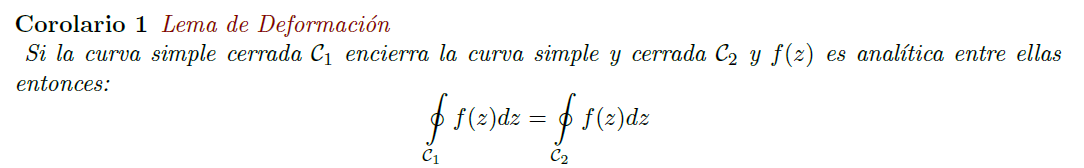 Corolario 1 Lema de Deformación
Si la curva simple cerrada 𝒞₁ encierra la curva simple y cerrada 𝒞₂ y f(z) es analítica entre ellas
entonces:
∮𝒞₁ f(z)dz = ∮𝒞₂ f(z)dz